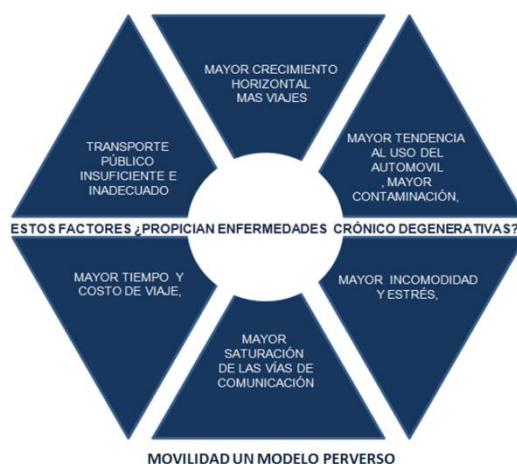 MAYOR CRECIMIENTO
HORIZONTAL
MAS VIAJES
TRANSPORTE
PÚBLICO
INSUFICIENTE E
INADECUADO
MAYOR TENDENCIA
AL USO DEL
AUTOMOVIL
, MAYOR
CONTAMINACIÓN,
ESTOS FACTORES ¿PROPICIAN ENFERMEDADES CRÓNICO DEGENERATIVAS?
MAYOR TIEMPO Y
COSTO DE VIAJE,
MAYOR INCOMODIDAD
Y ESTRÉS,
MAYOR
SATURACIÓN
DE LAS VÍAS DE
COMUNICACIÓN
MOVILIDAD UN MODELO PERVERSO